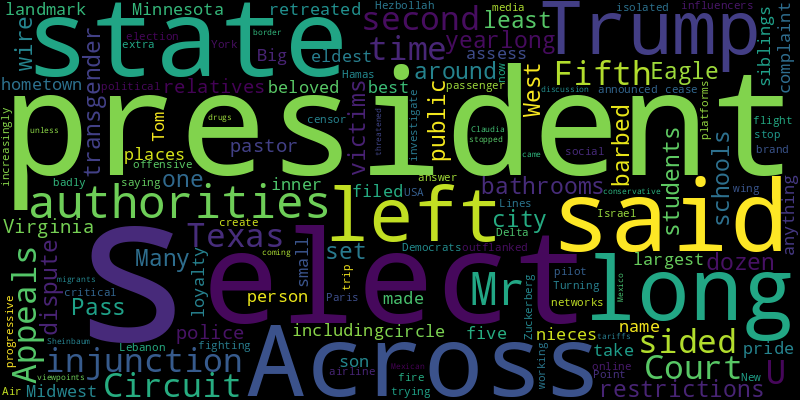 landmark Minnesota retreated Hezbollah media isolated influencers
wire state election York extra border Big second least Trump
transgender eldest time yearlong assess siblings complaint
hometown political relatives Hamas around Fifth Eagle
increasingly unless drugs beloved best victims West announced cease now passenger discussion platforms
president
Tom places offensive pastor censor threatened investigate public Claudia stopped barbed students schools flight stop brand
badly saying one inner filed USA answer came bathrooms social conservative wing anything
authorities left said
Virginia create Texas set city Lines Delta Israel
Appeals dispute Many coming loyalty small trip Paris Democrats outflanked largest dozen
migrants critical Select Mr long
progressive Pass person made Zuckerberg pilot Turning networks Mexico
police including circle five nieces name sided pride
Sheinbaum Lebanon fighting Across son Mexican working take tariffs Court New U
injunction
Air viewpoints Midwest Circuit airline fire trying online Point restrictions